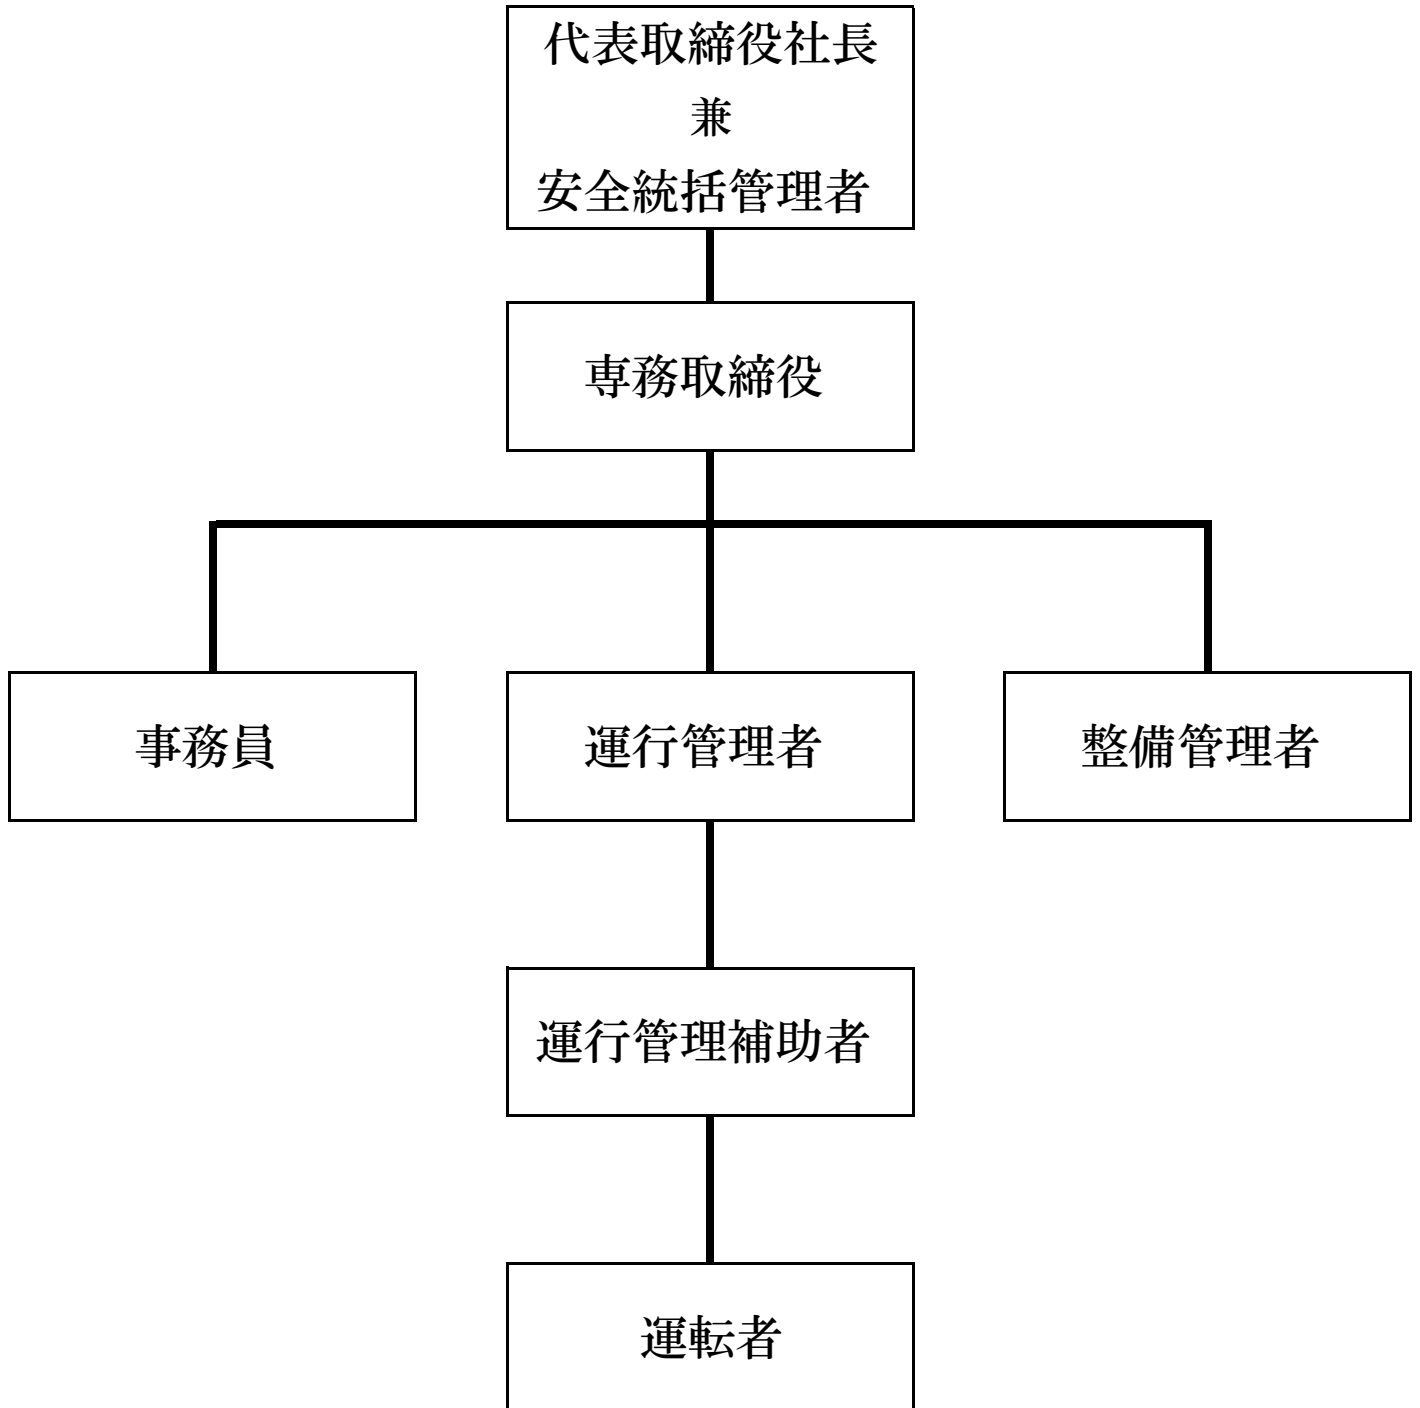 代表取締役社長
兼
安全統括管理者
専務取締役
事務員
運行管理者
整備管理者
運行管理補助者
運転者